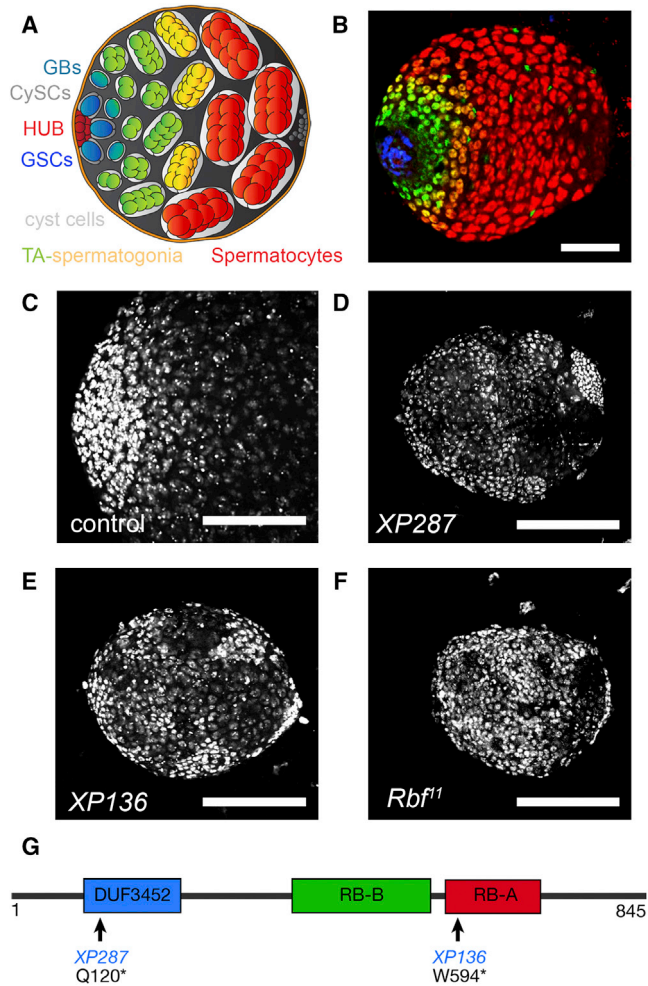 A
GBs
CySCs
HUB
GSCs
cyst cells
TA-spermatogonia
Spermatocytes
B
C
control
D
XP287
E
XP136
F
Rbf¹¹
G
DUF3452
RB-B
RB-A
1
845
XP287
Q120*
XP136
W594*